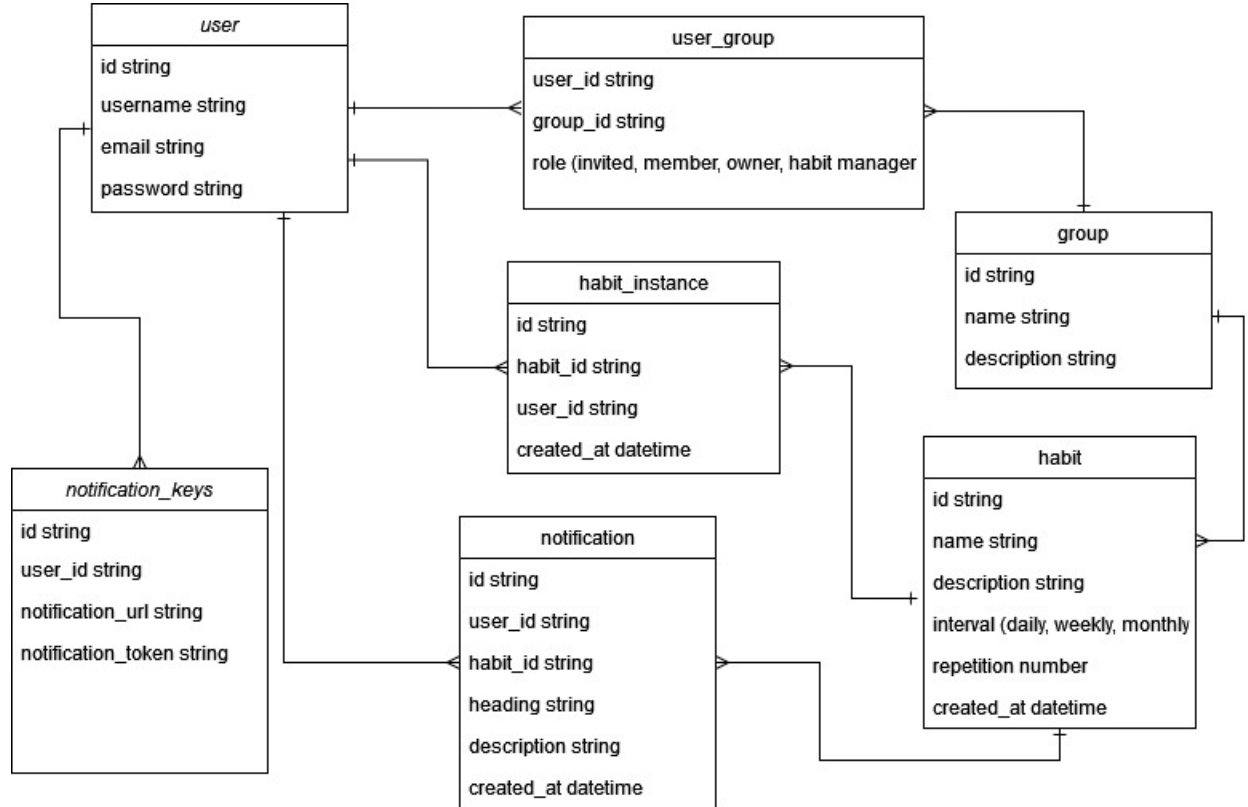 user
id string
username string
email string
password string
user_group
user_id string
group_id string
role (invited, member, owner, habit manager
group
id string
name string
description string
habit_instance
id string
habit_id string
user_id string
created_at datetime
habit
id string
name string
description string
interval (daily, weekly, monthly
repetition number
created_at datetime
notification_keys
id string
user_id string
notification_url string
notification_token string
notification
id string
user_id string
habit_id string
heading string
description string
created_at datetime